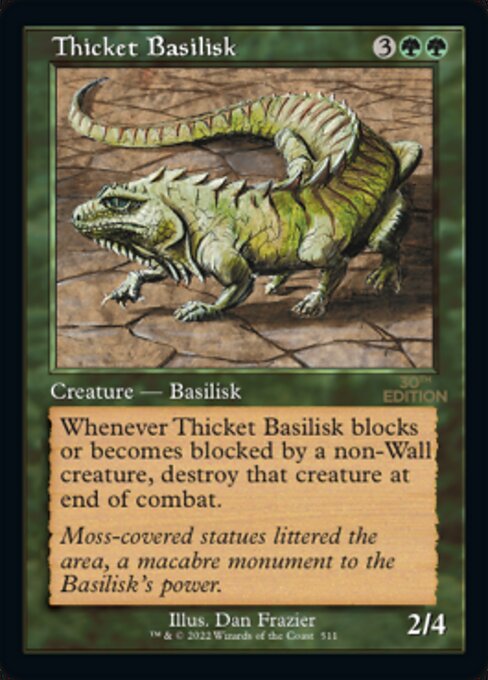 Thicket Basilisk 3
30TH
EDITION
Creature — Basilisk
Whenever Thicket Basilisk blocks
or becomes blocked by a non-Wall
creature, destroy that creature at
end of combat.
Moss-covered statues littered the
area, a macabre monument to the
Basilisk's power.
Illus. Dan Frazier
2/4
™ & © 2022 Wizards of the Coast 511